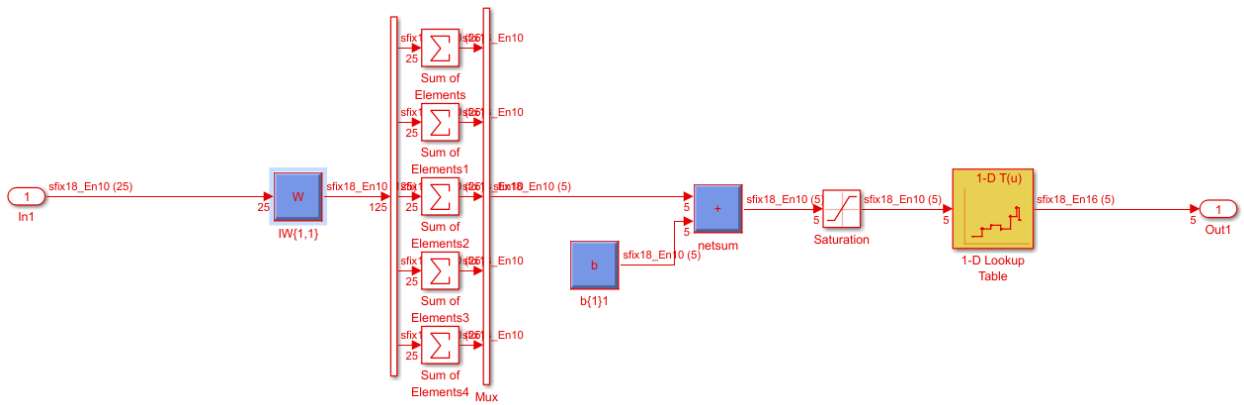 1
In1
sfix18_En10 (25)
25
W
IW{1,1}
sfix18_En10
125
25
Sum of
Elements
25
Sum of
Elements1
25
Sum of
Elements2
25
Sum of
Elements3
25
Sum of
Elements4
Mux
sfix18_En10 (5)
5
5
+
netsum
b
b{1}1
sfix18_En10 (5)
sfix18_En10 (5)
5
Saturation
sfix18_En10 (5)
5
1-D T(u)
1-D Lookup
Table
sfix18_En16 (5)
5
1
Out1